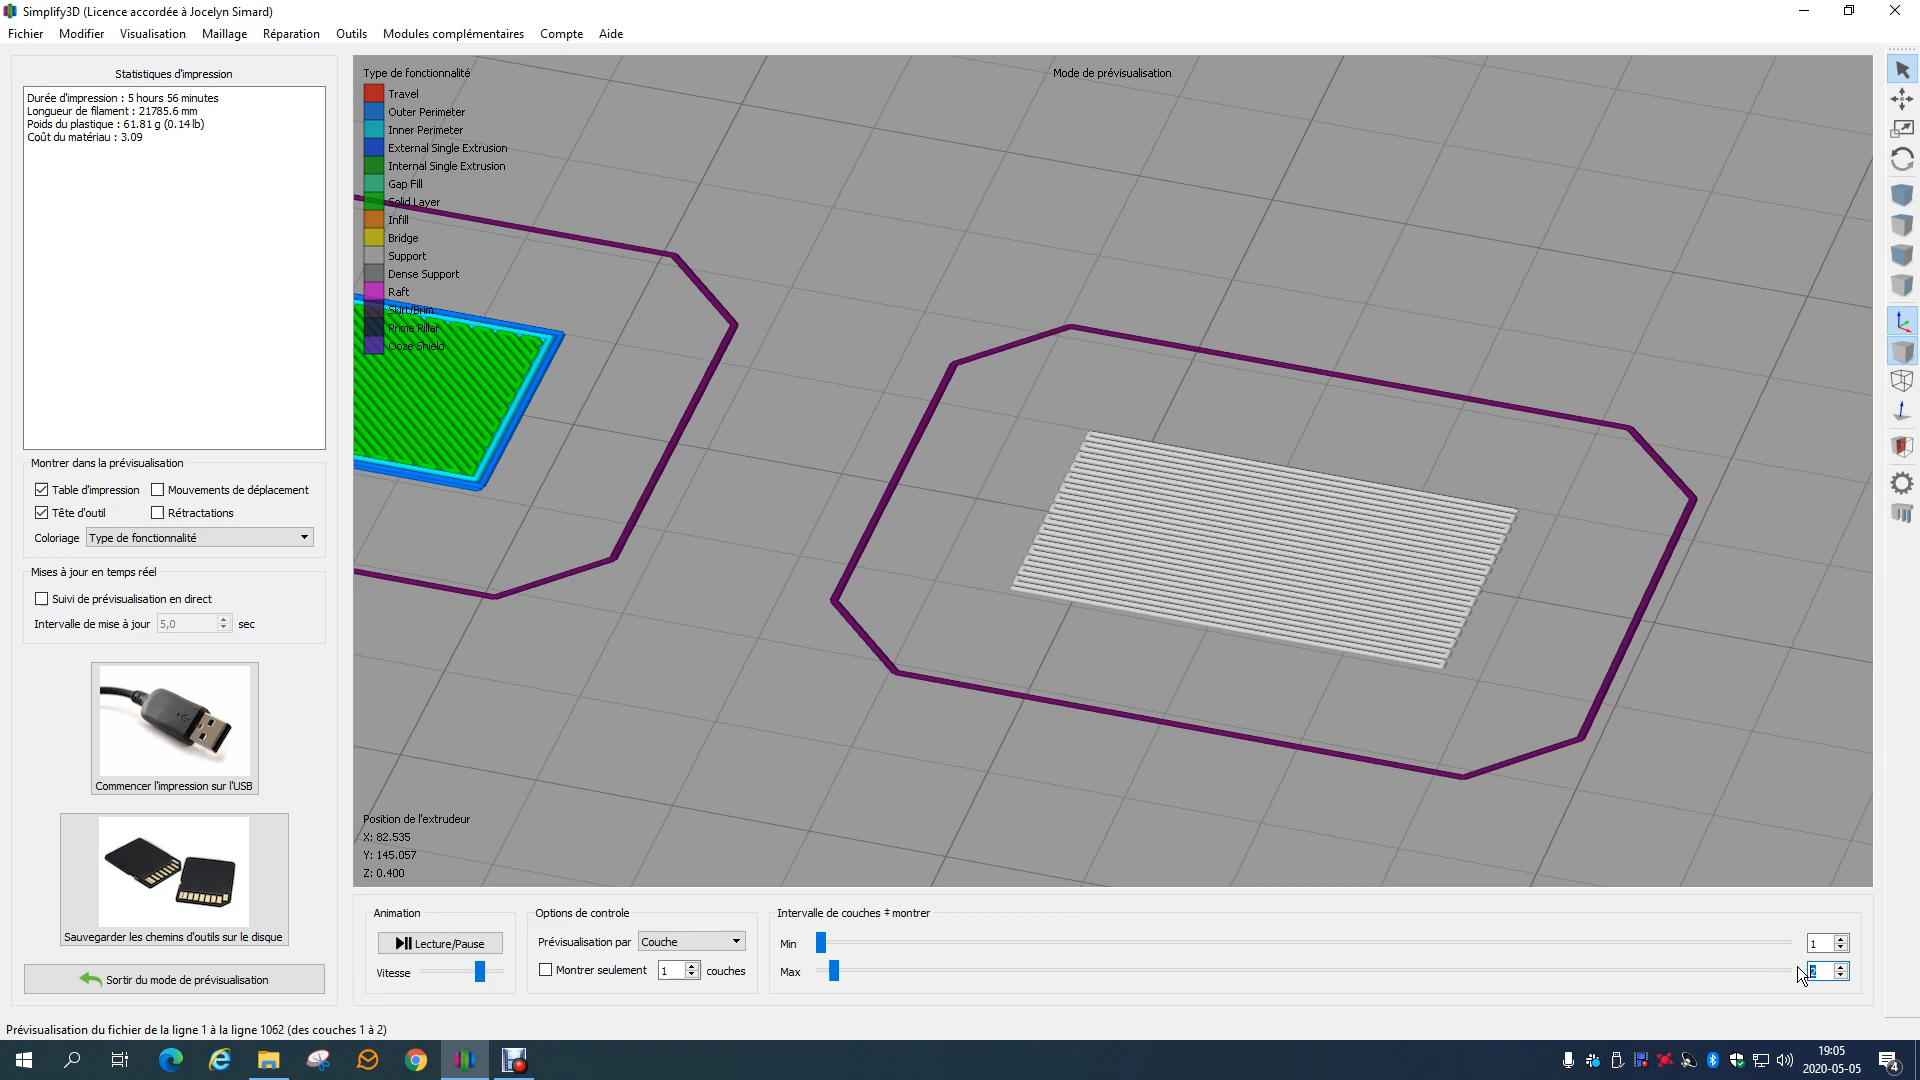 Simplify3D (Licence accordée à Jocelyn Simard)
Fichier Modifier Visualisation Maillage Réparation Outils Modules complémentaires Compte Aide
Statistiques d'impression
Durée d'impression : 5 hours 56 minutes
Longueur de filament : 21785.6 mm
Poids du plastique : 61.81 g (0.14 lb)
Coût du matériau : 3.09
Type de fonctionnalité
Travel
Outer Perimeter
Inner Perimeter
External Single Extrusion
Internal Single Extrusion
Gap Fill
Solid Layer
Infill
Bridge
Support
Dense Support
Raft
Skirt/Brim
Prime Pillar
Ooze Shield
Mode de prévisualisation
Montrer dans la prévisualisation
Table d'impression Mouvements de déplacement
Tête d'outil Rétractations
Coloriage Type de fonctionnalité
Mises à jour en temps réel
Suivi de prévisualisation en direct
Intervalle de mise à jour 5,0 sec
Commencer l'impression sur l'USB
Sauvegarder les chemins d'outils sur le disque
Sortir du mode de prévisualisation
Position de l'extrudeur
X: 82.535
Y: 145.057
Z: 0.400
Animation
Lecture/Pause
Vitesse
Options de controle
Prévisualisation par Couche
Montrer seulement 1 couches
Intervalle de couches ‡ montrer
Min 1
Max 2
Prévisualisation du fichier de la ligne 1 à la ligne 1062 (des couches 1 à 2)
19:05
2020-05-05
4